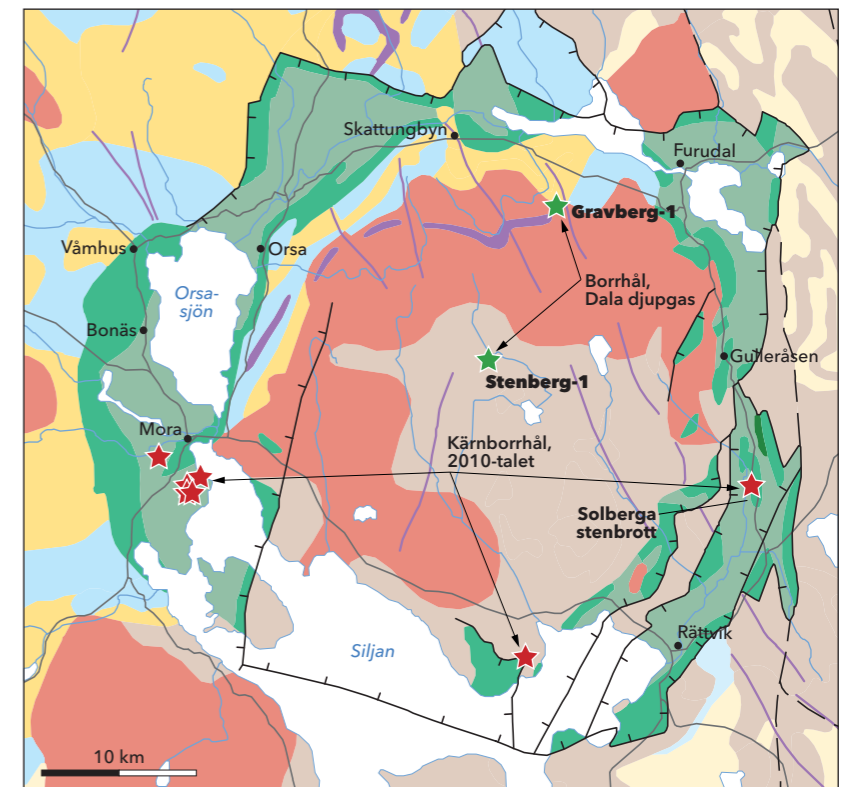 Skattungbyn
Furudal
Gravberg-1
Våmhus
Orsa
Orsa-
sjön
Borrhål,
Dala djupgas
Bonäs
Gulleråsen
Stenberg-1
Mora
Kärnborrhål,
2010-talet
Solberga
stenbrott
Siljan
Rättvik
10 km